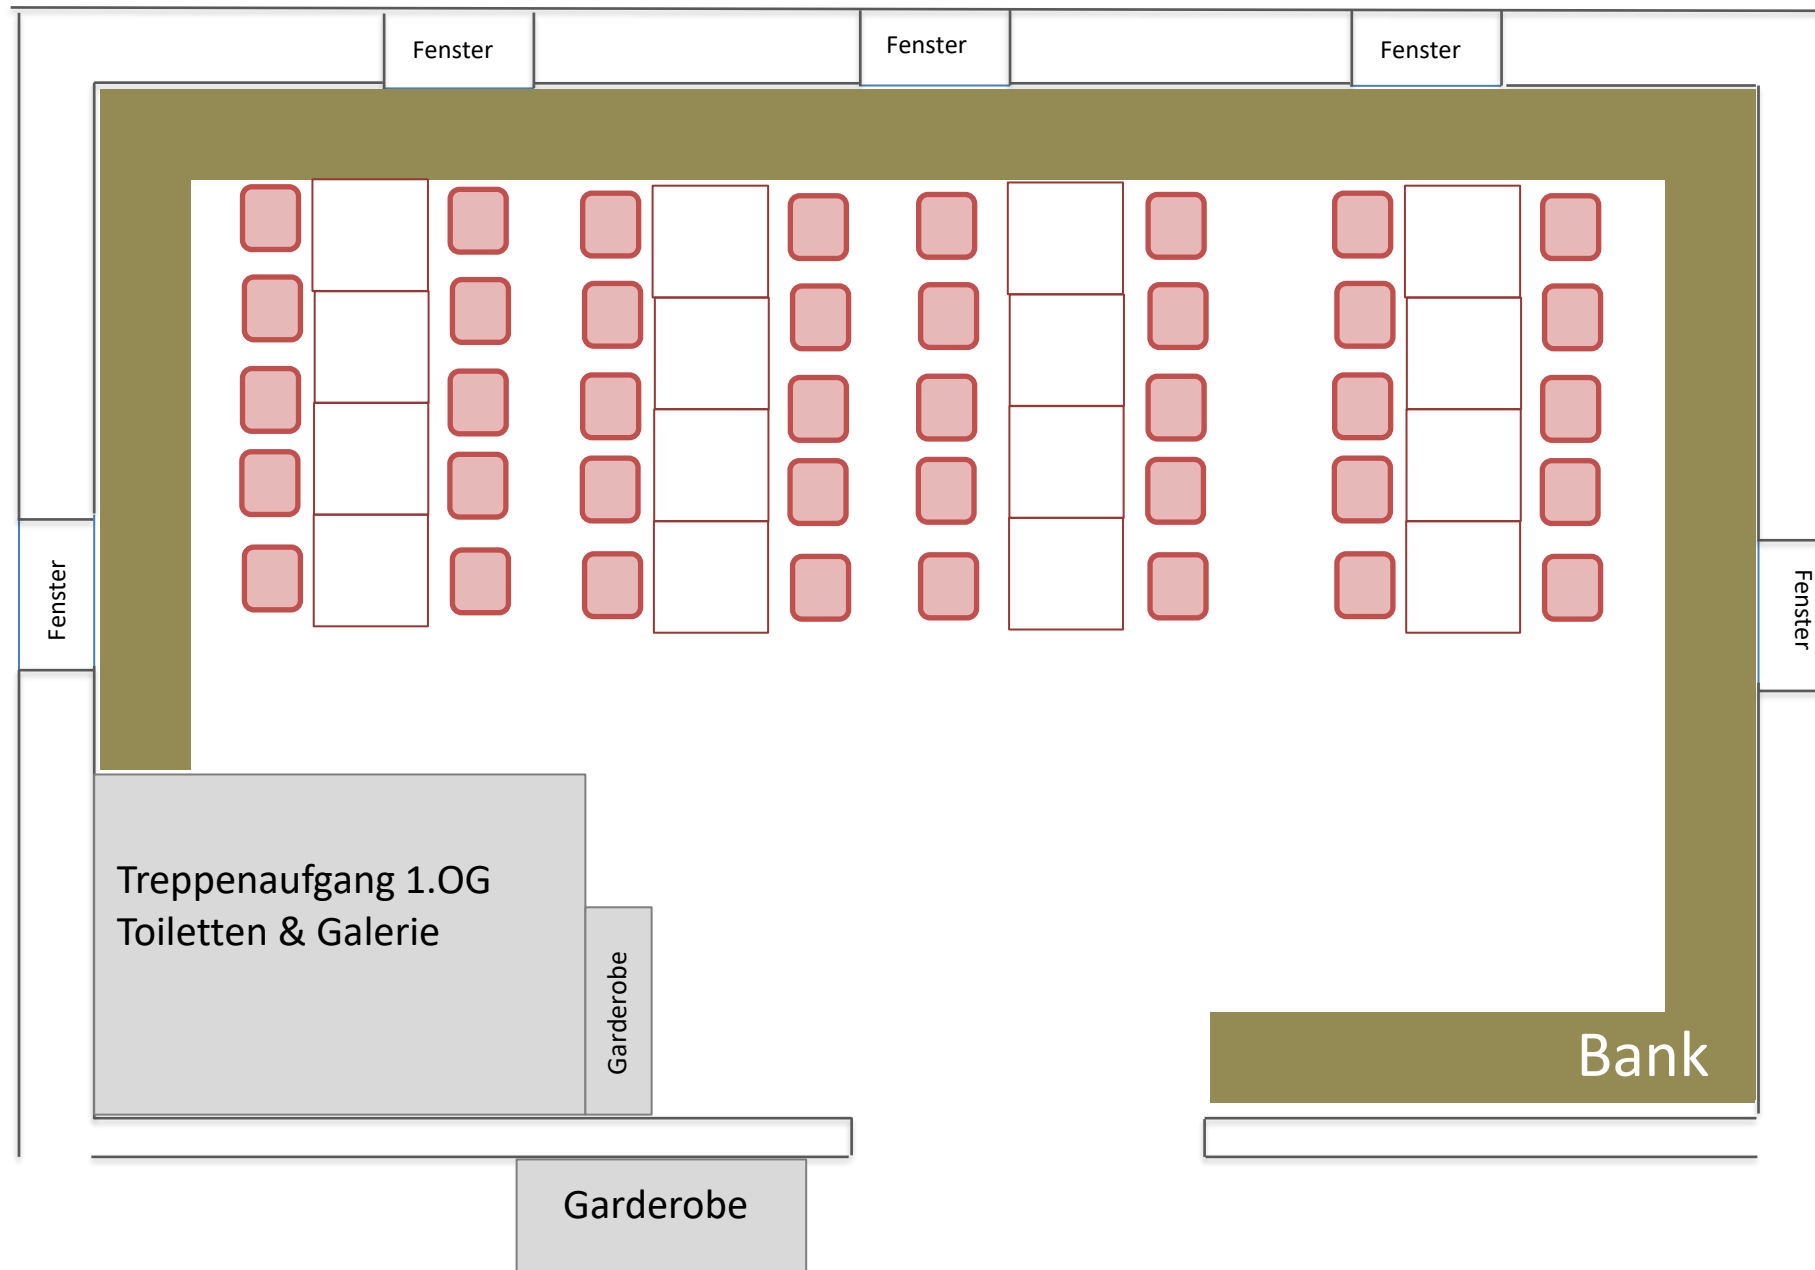 Fenster
Fenster
Fenster
Fenster
Fenster
Treppenaufgang 1.OG
Toiletten & Galerie
Garderobe
Bank
Garderobe